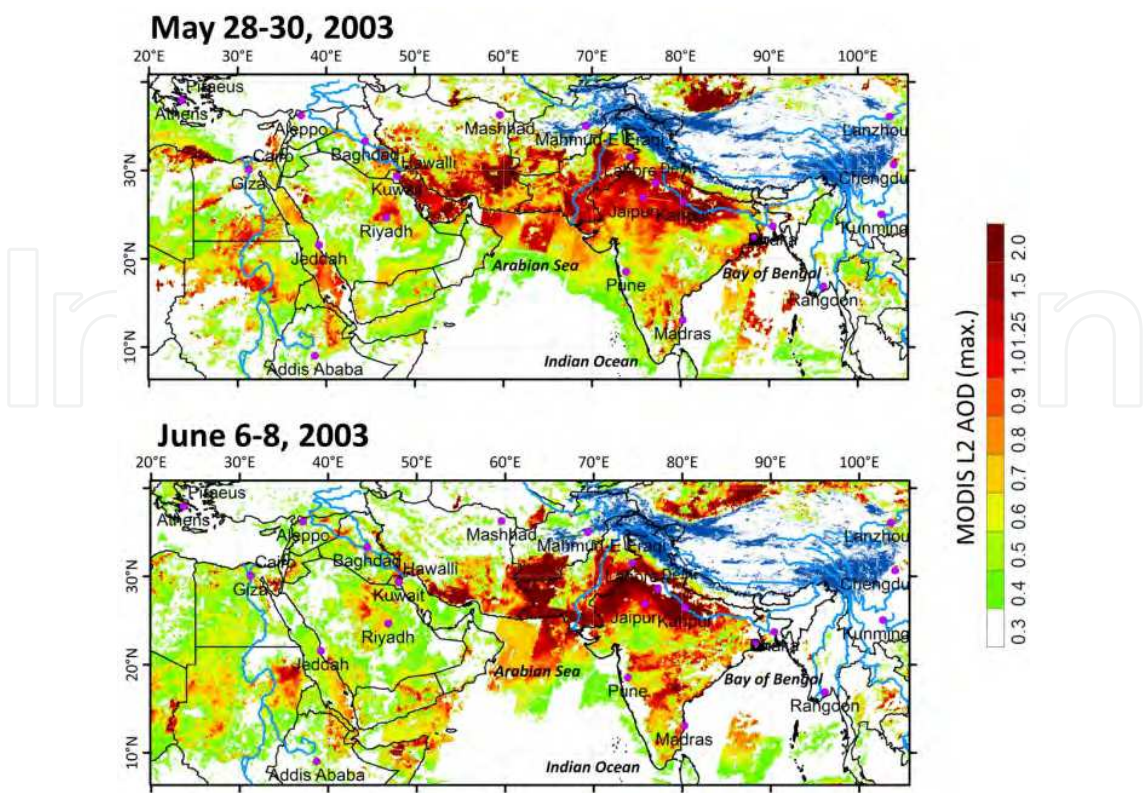 May 28-30, 2003
20°E 30°E 40°E 50°E 60°E 70°E 80°E 90°E 100°E
Piraeus
Athens
Aleppo
Mashhad
Lanzhou
Mahmud-E Eraqi
Baghdad
Cairo
Hawalli
Lahore
30°N
Giza
Kuwait
Chengdu
Jaipur
Kanpur
Riyadh
Kunming
Jeddah
20°N
Arabian Sea
Bay of Bengal
Pune
Rangoon
Madras
10°N
Addis Ababa
Indian Ocean
June 6-8, 2003
20°E 30°E 40°E 50°E 60°E 70°E 80°E 90°E 100°E
Piraeus
Athens
Aleppo
Mashhad
Lanzhou
Mahmud-E Eraqi
Baghdad
Cairo
Hawalli
Lahore
30°N
Giza
Kuwait
Chengdu
Jaipur
Kanpur
Riyadh
Kunming
Jeddah
20°N
Arabian Sea
Bay of Bengal
Pune
Rangoon
Madras
10°N
Addis Ababa
Indian Ocean
MODIS L2 AOD (max.)
0.3 0.4 0.5 0.6 0.7 0.8 0.9 1.01.25 1.5 2.0